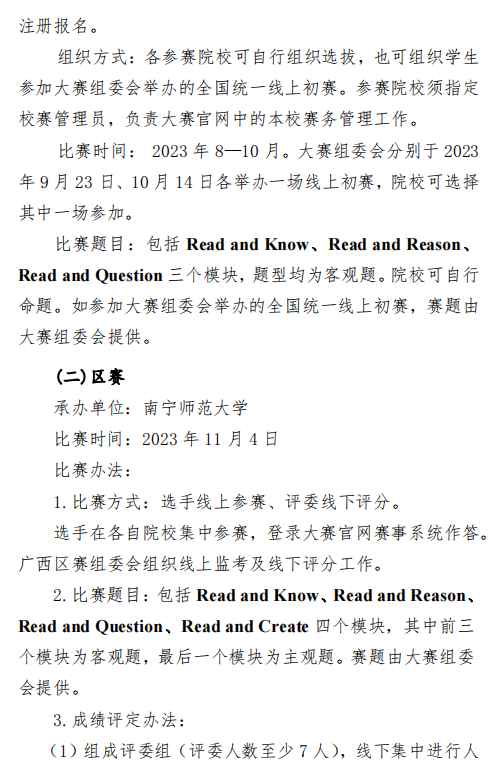 注册报名。
组织方式：各参赛院校可自行组织选拔，也可组织学生
参加大赛组委会举办的全国统一线上初赛。参赛院校须指定
校赛管理员，负责大赛官网中的本校赛务管理工作。
比赛时间： 2023 年 8—10 月。大赛组委会分别于 2023
年 9 月 23 日、10 月 14 日各举办一场线上初赛，院校可选择
其中一场参加。
比赛题目：包括 Read and Know、Read and Reason、
Read and Question 三个模块，题型均为客观题。院校可自行
命题。如参加大赛组委会举办的全国统一线上初赛，赛题由
大赛组委会提供。
(二)区赛
承办单位：南宁师范大学
比赛时间：2023 年 11 月 4 日
比赛办法：
1.比赛方式：选手线上参赛、评委线下评分。
选手在各自院校集中参赛，登录大赛官网赛事系统作答。
广西区赛组委会组织线上监考及线下评分工作。
2.比赛题目：包括 Read and Know、Read and Reason、
Read and Question、Read and Create 四个模块，其中前三
个模块为客观题，最后一个模块为主观题。赛题由大赛组委
会提供。
3.成绩评定办法：
（1）组成评委组（评委人数至少 7 人），线下集中进行人